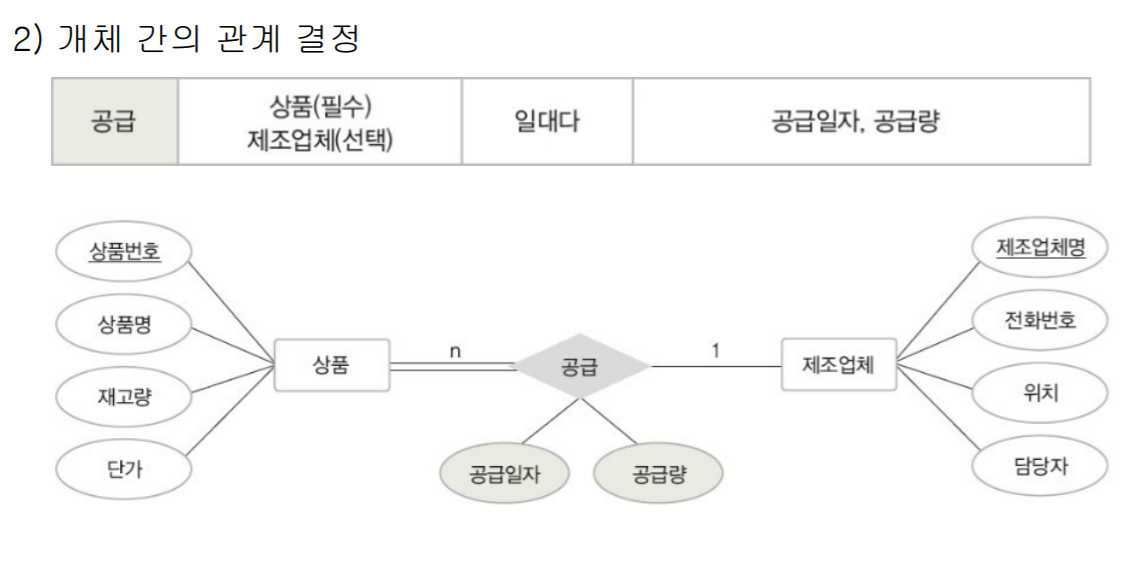 2) 개체 간의 관계 결정
공급
상품(필수)
제조업체(선택)
일대다
공급일자, 공급량
상품번호
상품명
재고량
단가
상품
n
공급
1
제조업체
공급일자
공급량
제조업체명
전화번호
위치
담당자